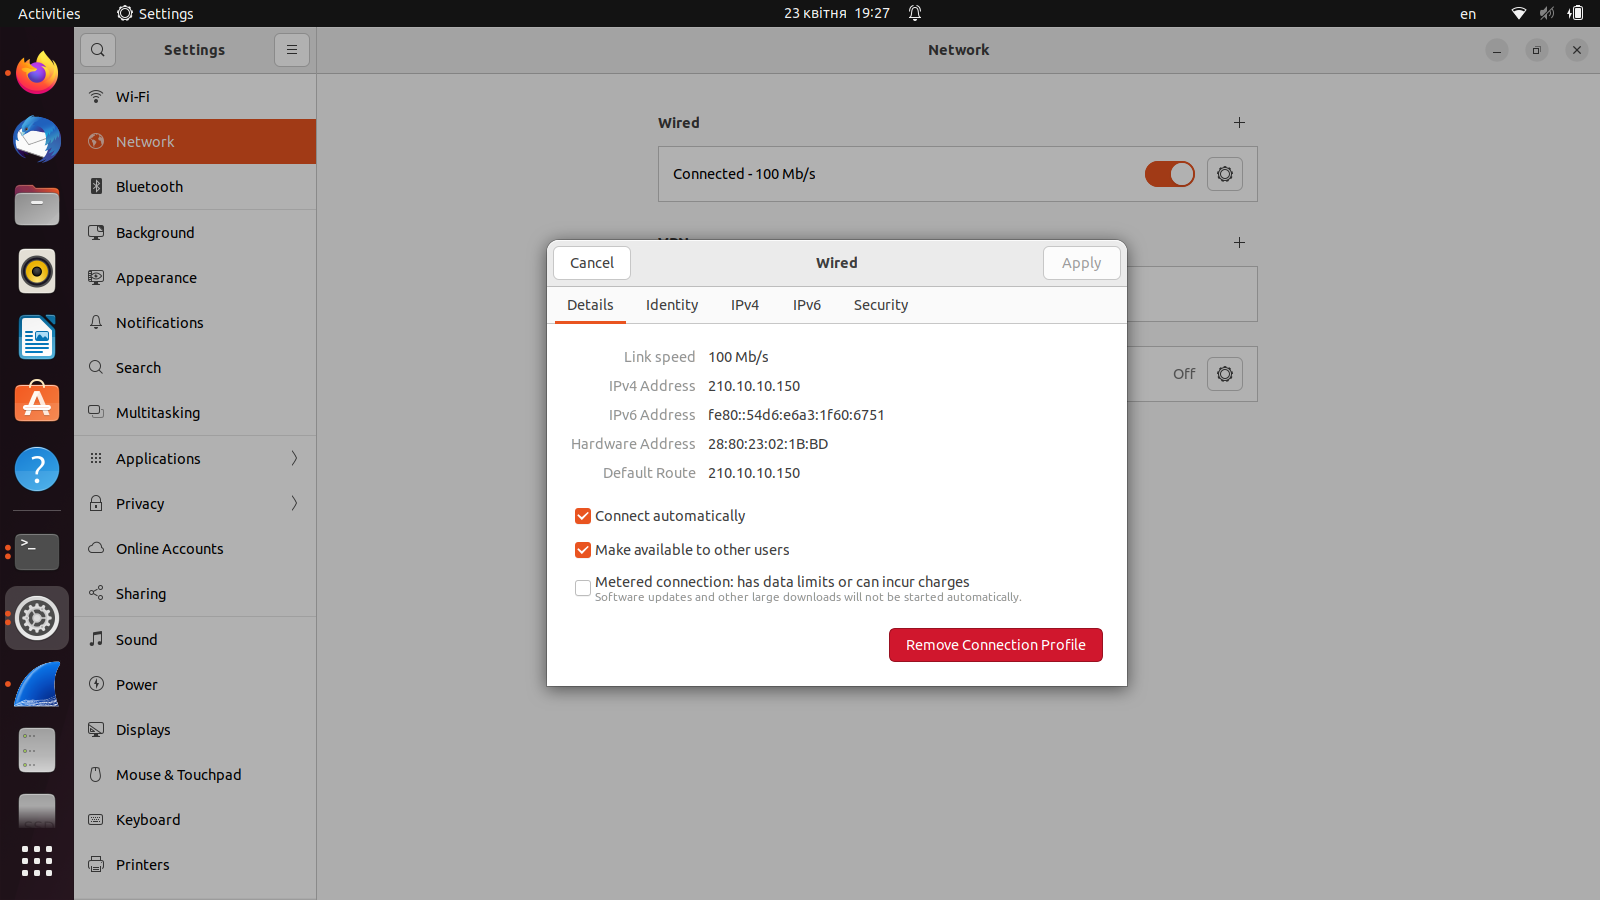 Activities
Settings
23 квітня 19:27
en
Settings
Network
Wi-Fi
Network
Bluetooth
Background
Appearance
Notifications
Search
Multitasking
Applications
Privacy
Online Accounts
Sharing
Sound
Power
Displays
Mouse & Touchpad
Keyboard
Printers
Wired
Connected - 100 Mb/s
Off
Cancel
Wired
Apply
Details
Identity
IPv4
IPv6
Security
Link speed 100 Mb/s
IPv4 Address 210.10.10.150
IPv6 Address fe80::54d6:e6a3:1f60:6751
Hardware Address 28:80:23:02:1B:BD
Default Route 210.10.10.150
Connect automatically
Make available to other users
Metered connection: has data limits or can incur charges
Software updates and other large downloads will not be started automatically.
Remove Connection Profile